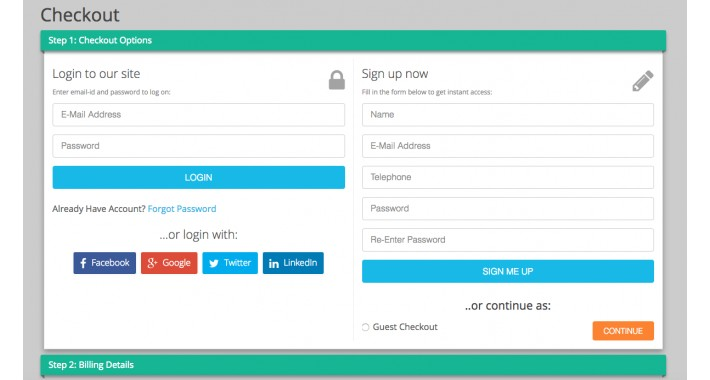 Checkout
Step 1: Checkout Options
Login to our site
Enter email-id and password to log on:
E-Mail Address
Password
LOGIN
Already Have Account? Forgot Password
...or login with:
Facebook
Google
Twitter
LinkedIn
Sign up now
Fill in the form below to get instant access:
Name
E-Mail Address
Telephone
Password
Re-Enter Password
SIGN ME UP
..or continue as:
Guest Checkout
CONTINUE
Step 2: Billing Details